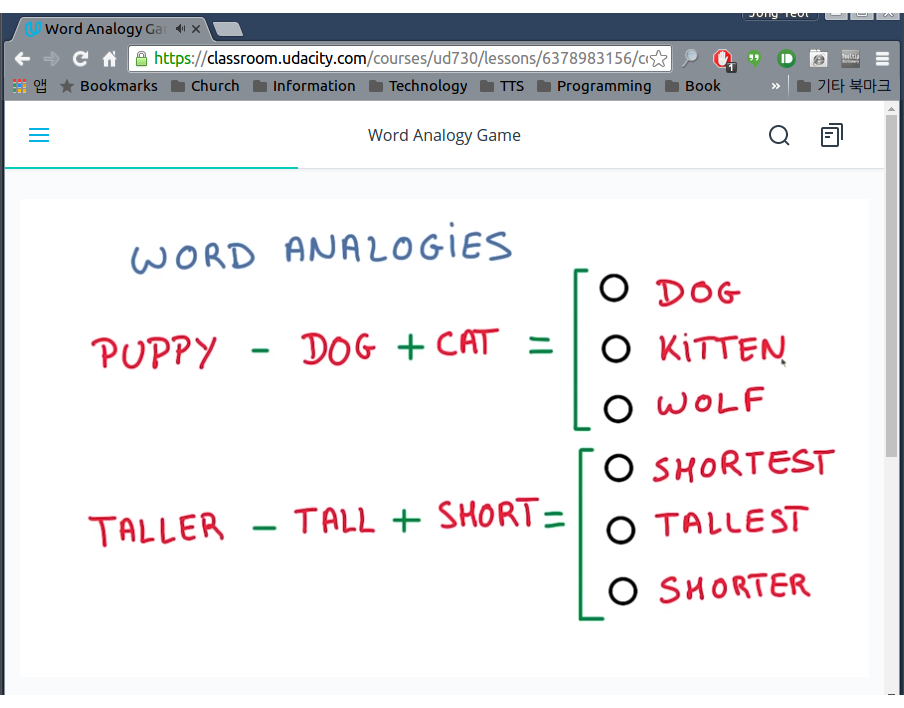 Word Analogy Ga
https://classroom.udacity.com/courses/ud730/lessons/6378983156/c
앱 Bookmarks Church Information Technology TTS Programming Book » 기타 북마크
Word Analogy Game
WORD ANALOGIES
PUPPY - DOG + CAT =
DOG
KiTTEN
WOLF
TALLER - TALL + SHORT =
SHORTEST
TALLEST
SHORTER